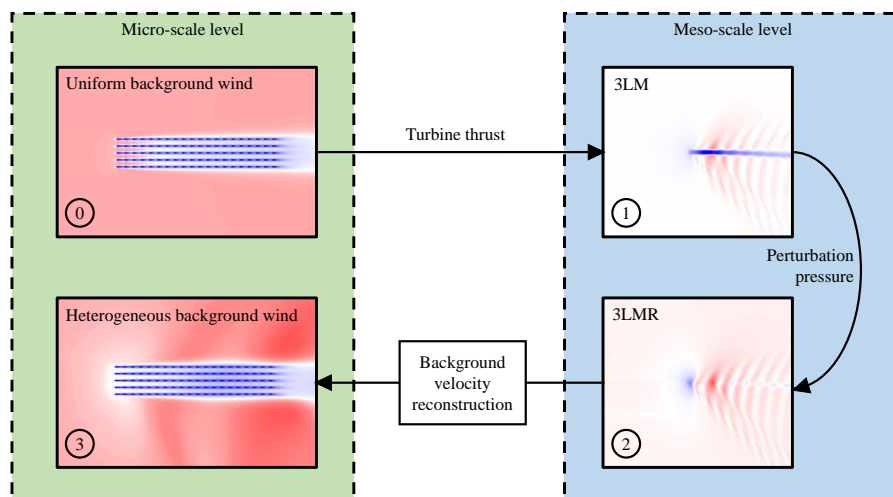 Micro-scale level
Meso-scale level
Uniform background wind
0
Turbine thrust
3LM
1
Perturbation
pressure
Heterogeneous background wind
3
Background
velocity
reconstruction
3LMR
2